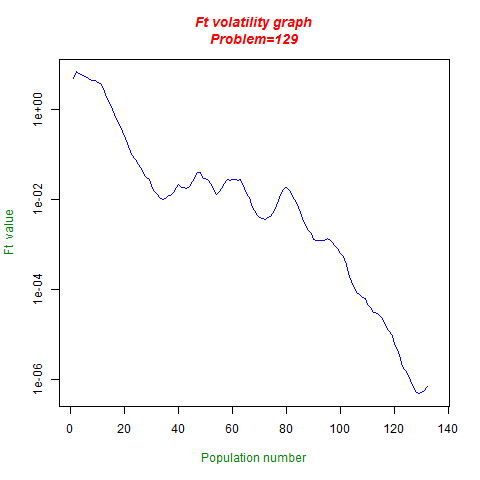 Ft volatility graph
Problem=129
Ft value
1e+00
1e-02
1e-04
1e-06
0 20 40 60 80 100 120 140
Population number